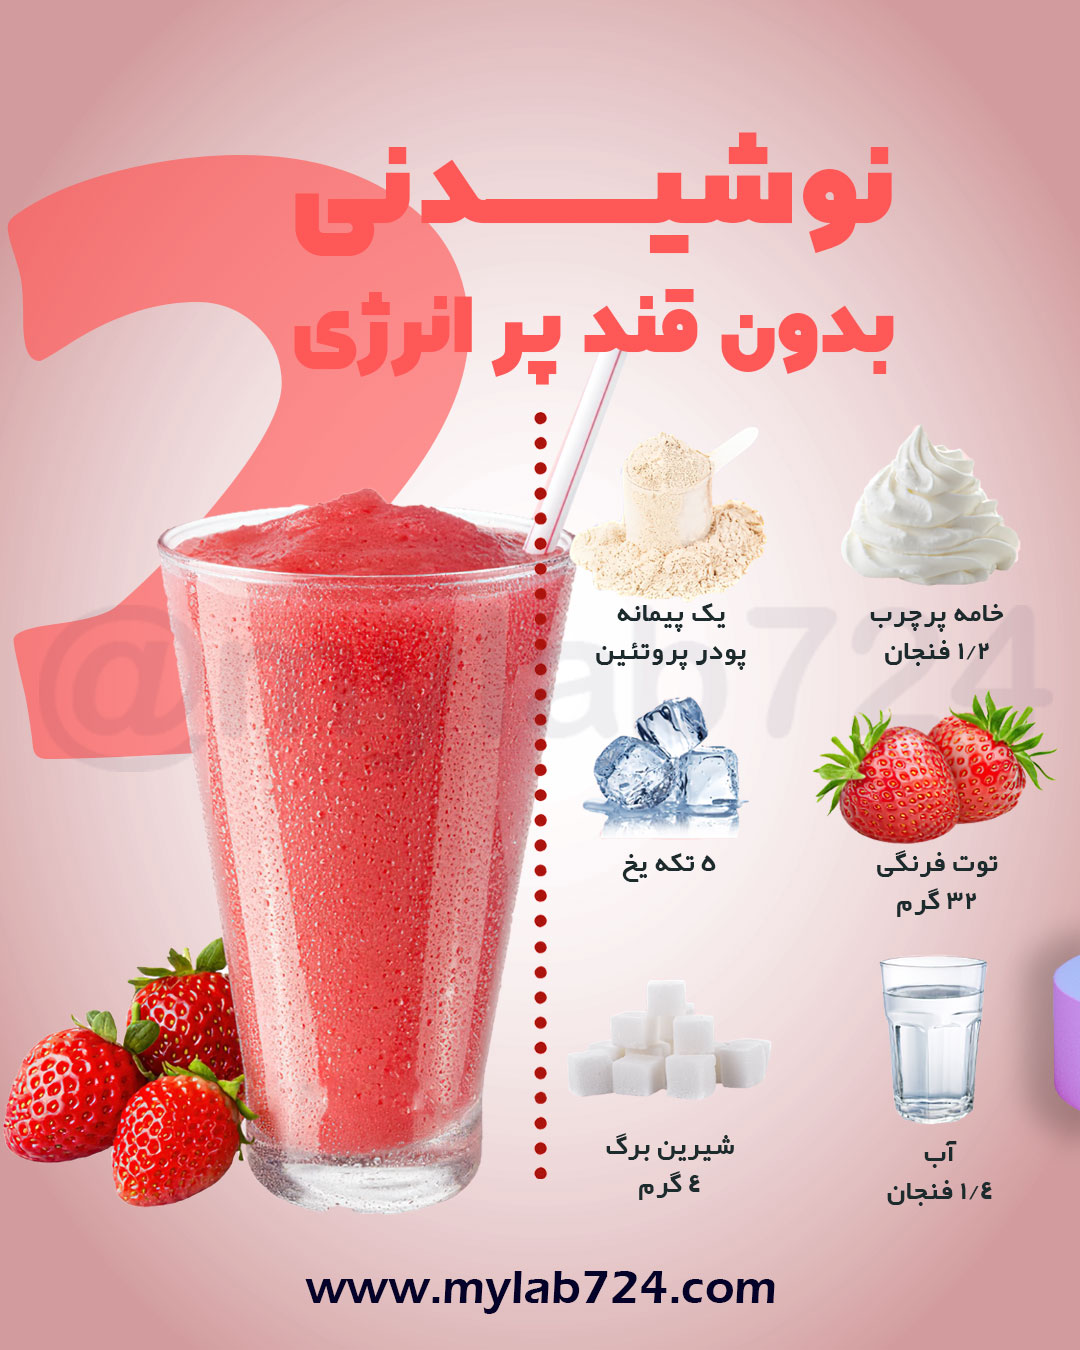 2
نوشیدنی
بدون قند پر انرژی
خامه پرچرب
۱/۲ فنجان
یک پیمانه
پودر پروتئین
توت فرنگی
۳۲ گرم
۵ تکه یخ
آب
۱/٤ فنجان
شیرین برگ
٤ گرم
@mylab724
www.mylab724.com